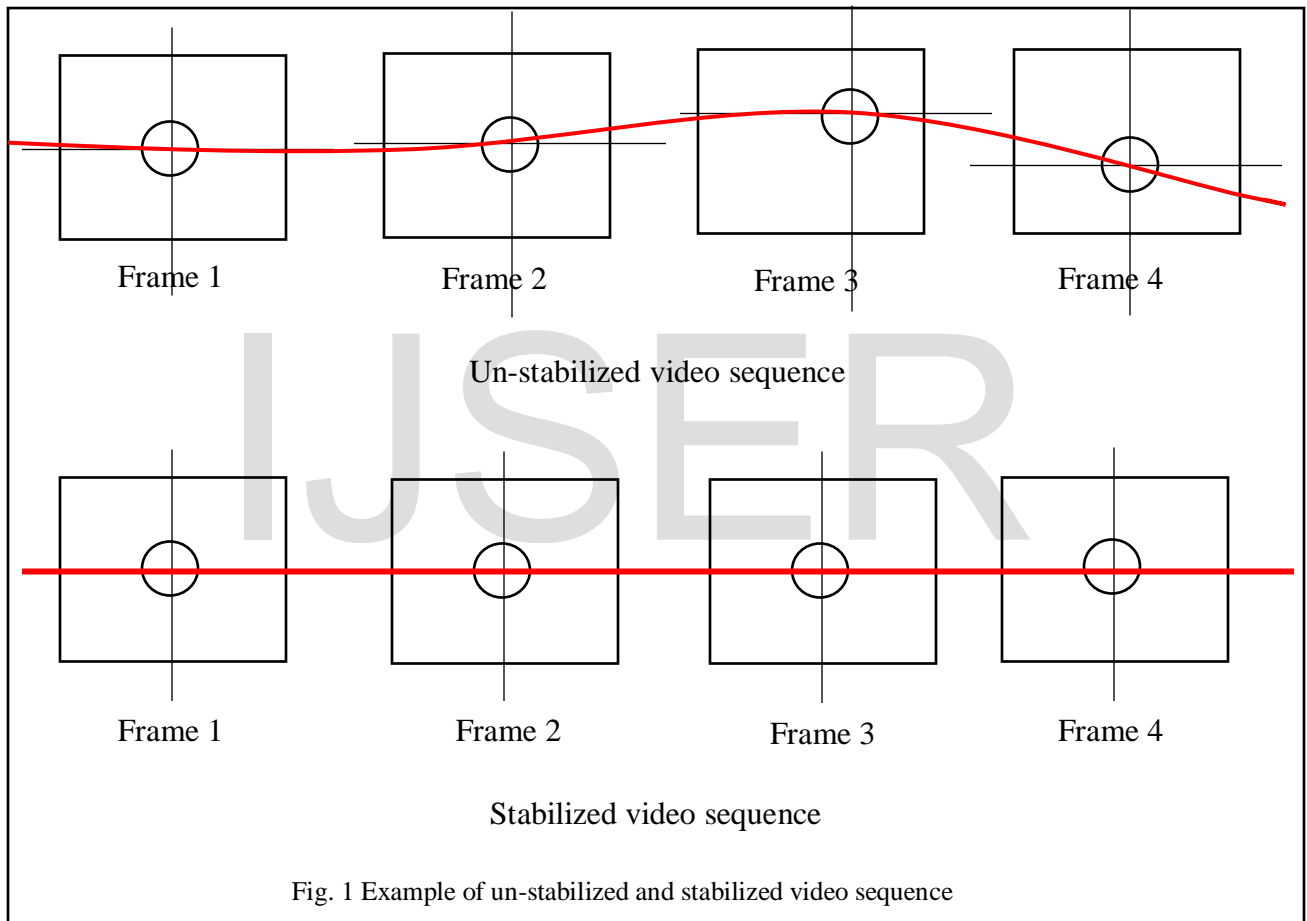 Frame 1
Frame 2
Frame 3
Frame 4
Un-stabilized video sequence
IJSER
Frame 1
Frame 2
Frame 3
Frame 4
Stabilized video sequence
Fig. 1 Example of un-stabilized and stabilized video sequence